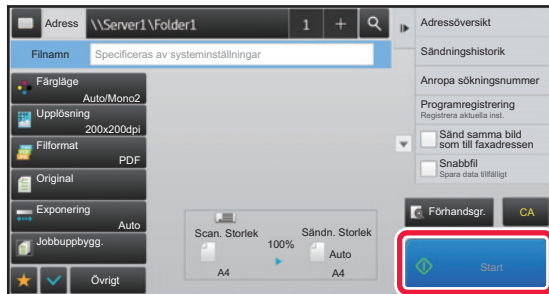 Adress
\\Server1\Folder1
1
+
Filnamn
Specificeras av systeminställningar
Färgläge
Auto/Mono2
Upplösning
200x200dpi
Filformat
PDF
Original
Exponering
Auto
Jobbuppbygg.
Övrigt
Scan. Storlek
100%
Sändn. Storlek
A4
Auto
A4
Adressöversikt
Sändningshistorik
Anropa sökningsnummer
Programregistrering
Registrera aktuella inst.
Sänd samma bild
som till faxadressen
Snabbfil
Spara data tillfälligt
Förhandsgr.
CA
Start